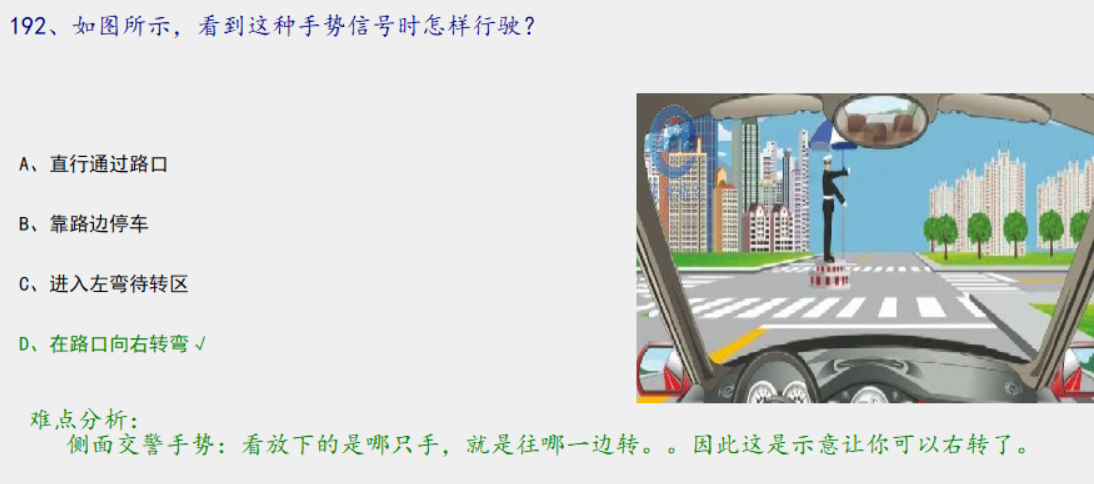 192、如图所示，看到这种手势信号时怎样行驶？
A、直行通过路口
B、靠路边停车
C、进入左弯待转区
D、在路口向右转弯√
难点分析：
侧面交警手势：看放下的是哪只手，就是往哪一边转。。因此这是示意让你可以右转了。